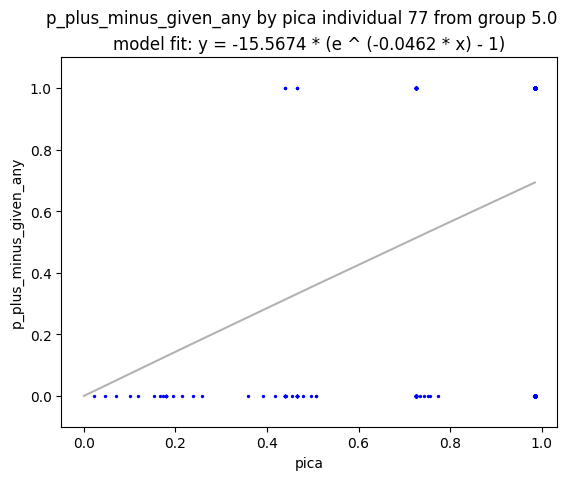 p_plus_minus_given_any by pica individual 77 from group 5.0
model fit: y = -15.5674 * (e ^ (-0.0462 * x) - 1)
p_plus_minus_given_any
1.0
0.8
0.6
0.4
0.2
0.0
0.0 0.2 0.4 0.6 0.8 1.0
pica